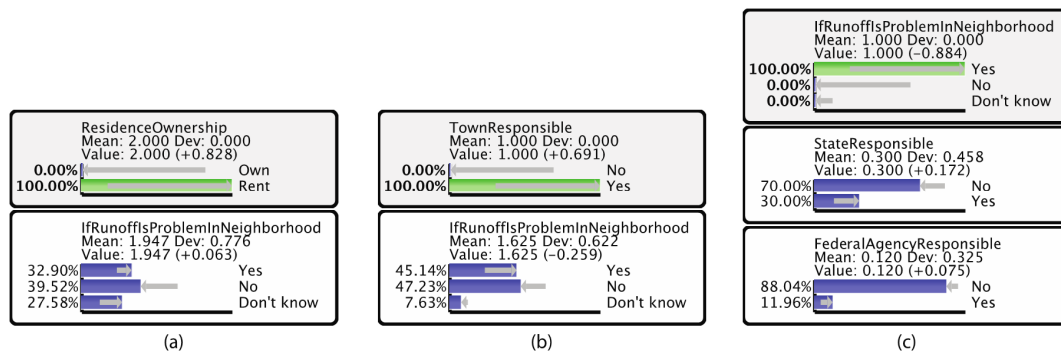 ResidenceOwnership
Mean: 2.000 Dev: 0.000
Value: 2.000 (+0.828)
0.00% Own
100.00% Rent
IfRunoffIsProblemInNeighborhood
Mean: 1.947 Dev: 0.776
Value: 1.947 (+0.063)
32.90% Yes
39.52% No
27.58% Don't know
(a)
TownResponsible
Mean: 1.000 Dev: 0.000
Value: 1.000 (+0.691)
0.00% No
100.00% Yes
IfRunoffIsProblemInNeighborhood
Mean: 1.625 Dev: 0.622
Value: 1.625 (-0.259)
45.14% Yes
47.23% No
7.63% Don't know
(b)
IfRunoffIsProblemInNeighborhood
Mean: 1.000 Dev: 0.000
Value: 1.000 (-0.884)
100.00% Yes
0.00% No
0.00% Don't know
StateResponsible
Mean: 0.300 Dev: 0.458
Value: 0.300 (+0.172)
70.00% No
30.00% Yes
FederalAgencyResponsible
Mean: 0.120 Dev: 0.325
Value: 0.120 (+0.075)
88.04% No
11.96% Yes
(c)